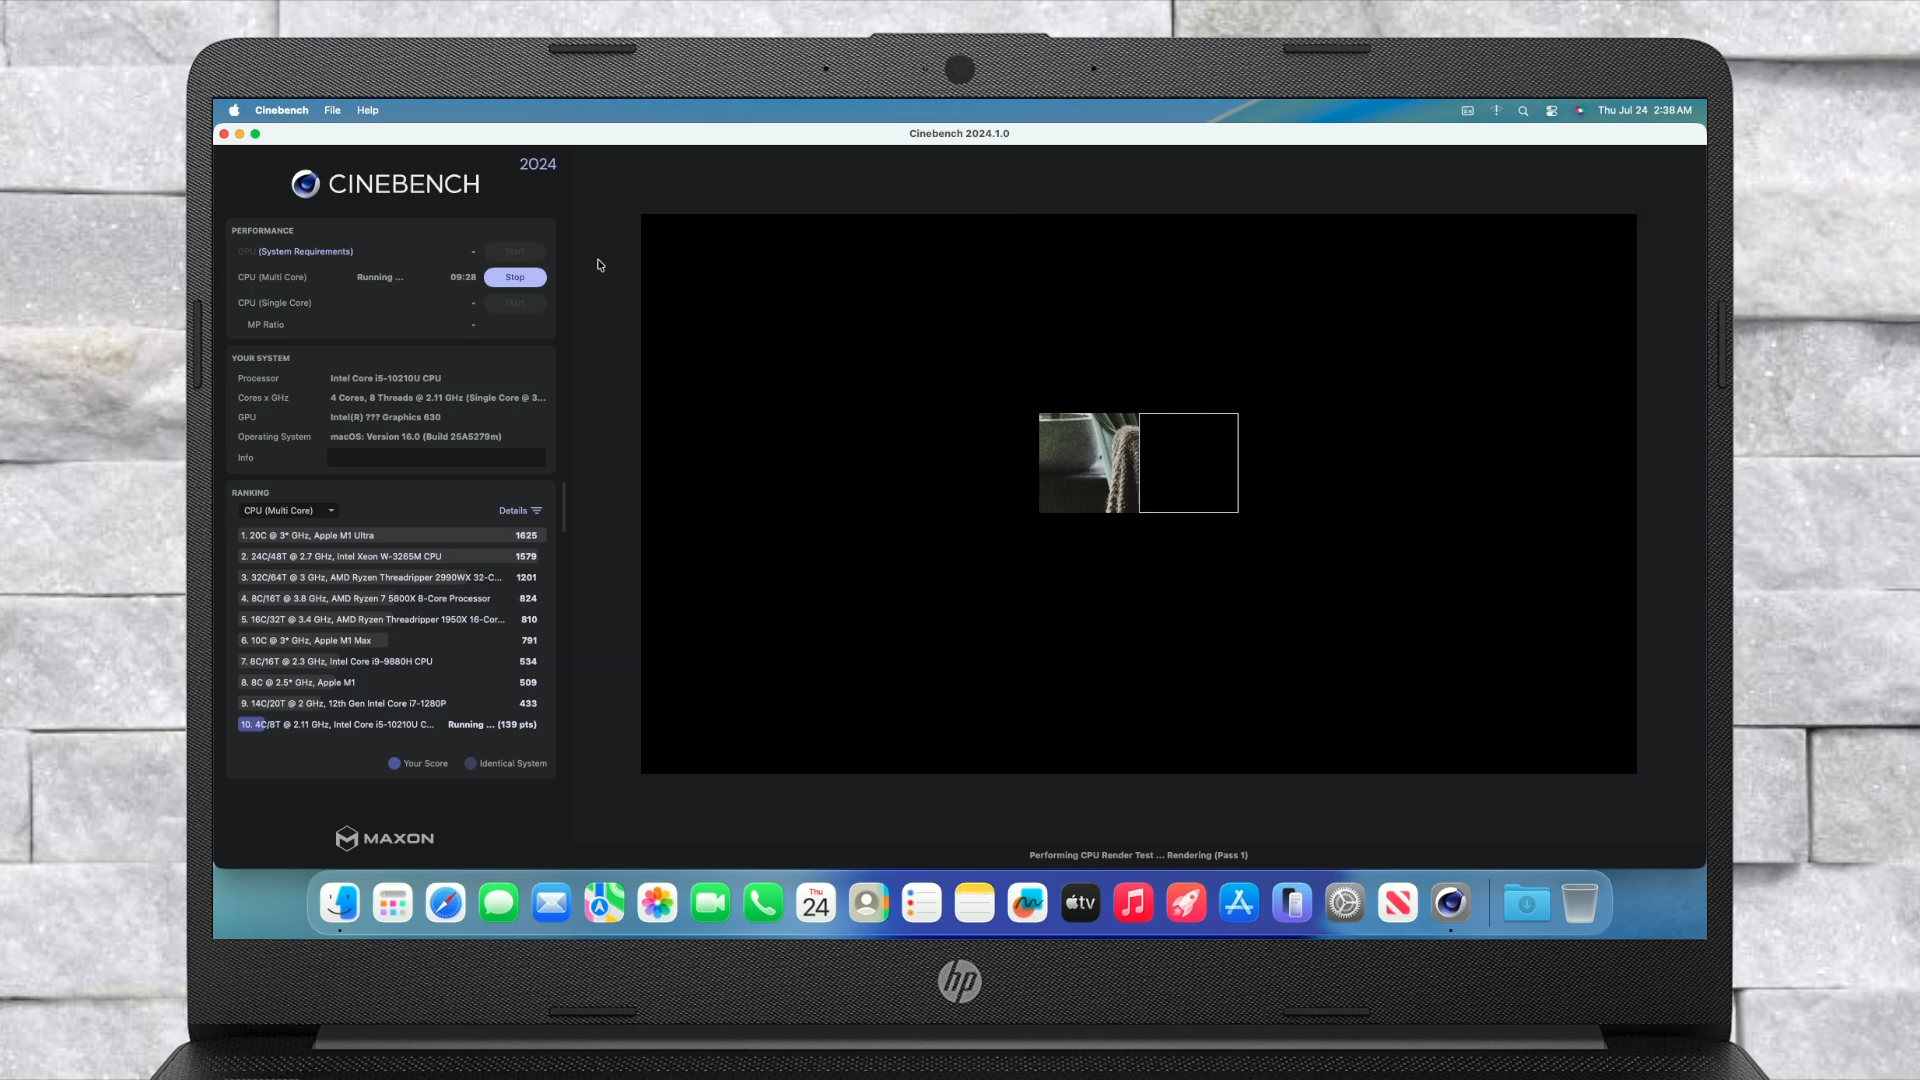 Cinebench File Help
Thu Jul 24 2:38 AM
Cinebench 2024.1.0
2024
CINEBENCH
PERFORMANCE
GPU (System Requirements) - Start
CPU (Multi Core) Running ... 09:28 Stop
CPU (Single Core) - Start
MP Ratio -
YOUR SYSTEM
Processor Intel Core i5-10210U CPU
Cores x GHz 4 Cores, 8 Threads @ 2.11 GHz (Single Core @ 3...
GPU Intel(R) ??? Graphics 630
Operating System macOS: Version 16.0 (Build 25A5279m)
Info
RANKING
CPU (Multi Core) Details
1. 20C @ 3* GHz, Apple M1 Ultra 1625
2. 24C/48T @ 2.7 GHz, Intel Xeon W-3265M CPU 1579
3. 32C/64T @ 3 GHz, AMD Ryzen Threadripper 2990WX 32-C... 1201
4. 8C/16T @ 3.8 GHz, AMD Ryzen 7 5800X 8-Core Processor 824
5. 16C/32T @ 3.4 GHz, AMD Ryzen Threadripper 1950X 16-Cor... 810
6. 10C @ 3* GHz, Apple M1 Max 791
7. 8C/16T @ 2.3 GHz, Intel Core i9-9880H CPU 534
8. 8C @ 2.5* GHz, Apple M1 509
9. 14C/20T @ 2 GHz, 12th Gen Intel Core i7-1280P 433
10. 4C/8T @ 2.11 GHz, Intel Core i5-10210U C... Running ... (139 pts)
Your Score Identical System
MAXON
Performing CPU Render Test ... Rendering (Pass 1)
Thu
24
tv
hp